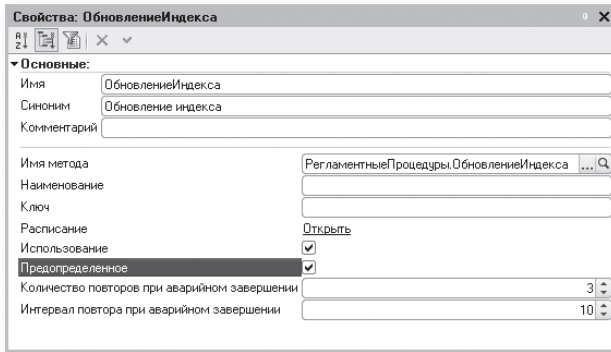 Свойства: ОбновлениеИндекса
Основные:
Имя ОбновлениеИндекса
Синоним Обновление индекса
Комментарий
Имя метода РегламентныеПроцедуры.ОбновлениеИндекса ...
Наименование
Ключ
Расписание Открыть
Использование
Предопределенное
Количество повторов при аварийном завершении 3
Интервал повтора при аварийном завершении 10